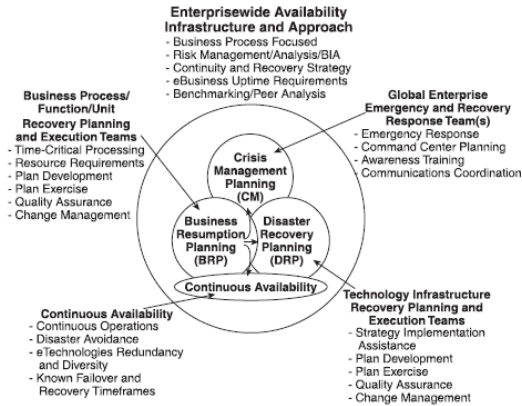 Enterprisewide Availability
Infrastructure and Approach
- Business Process Focused
- Risk Management/Analysis/BIA
- Continuity and Recovery Strategy
- eBusiness Uptime Requirements
- Benchmarking/Peer Analysis
Business Process/
Function/Unit
Recovery Planning
and Execution Teams
- Time-Critical Processing
- Resource Requirements
- Plan Development
- Plan Exercise
- Quality Assurance
- Change Management
Global Enterprise
Emergency and Recovery
Response Team(s)
- Emergency Response
- Command Center Planning
- Awareness Training
- Communications Coordination
Crisis
Management
Planning
(CM)
Business
Resumption
Planning
(BRP)
Disaster
Recovery
Planning
(DRP)
Continuous Availability
Continuous Availability
- Continuous Operations
- Disaster Avoidance
- eTechnologies Redundancy
and Diversity
- Known Failover and
Recovery Timeframes
Technology Infrastructure
Recovery Planning and
Execution Teams
- Strategy Implementation
Assistance
- Plan Development
- Plan Exercise
- Quality Assurance
- Change Management